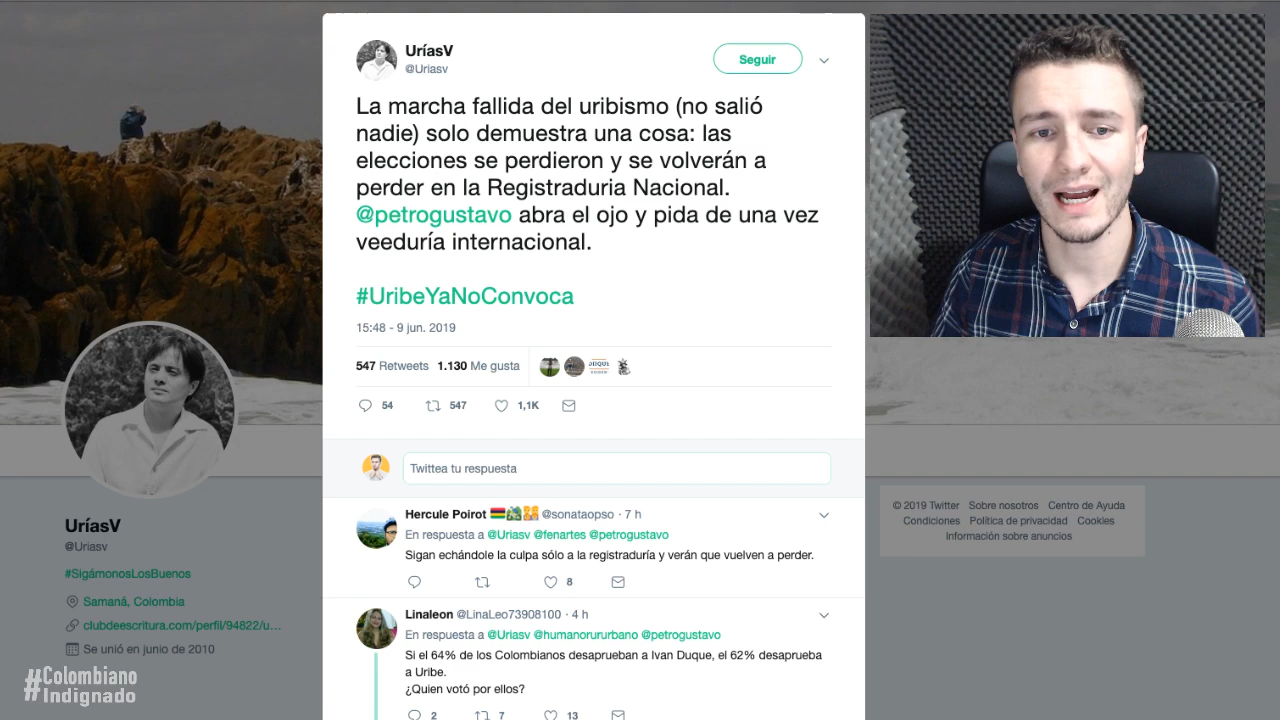 UríasV
@Uriasv
Seguir
La marcha fallida del uribismo (no salió
nadie) solo demuestra una cosa: las
elecciones se perdieron y se volverán a
perder en la Registraduria Nacional.
@petrogustavo abra el ojo y pida de una vez
veeduría internacional.
#UribeYaNoConvoca
15:48 - 9 jun. 2019
547 Retweets 1.130 Me gusta
54 547 1,1K
Twittea tu respuesta
Hercule Poirot @sonataopso · 7 h
En respuesta a @Uriasv @fenartes @petrogustavo
Sigan echándole la culpa sólo a la registraduría y verán que vuelven a perder.
8
Linaleon @LinaLeo73908100 · 4 h
En respuesta a @Uriasv @humanorururbano @petrogustavo
Si el 64% de los Colombianos desaprueban a Ivan Duque, el 62% desaprueba
a Uribe.
¿Quien votó por ellos?
2 7 13
UríasV
@Uriasv
#SigámonosLosBuenos
Samaná, Colombia
clubdeescritura.com/perfil/94822/u...
Se unió en junio de 2010
#Colombiano
Indignado
© 2019 Twitter Sobre nosotros Centro de Ayuda
Condiciones Política de privacidad Cookies
Información sobre anuncios